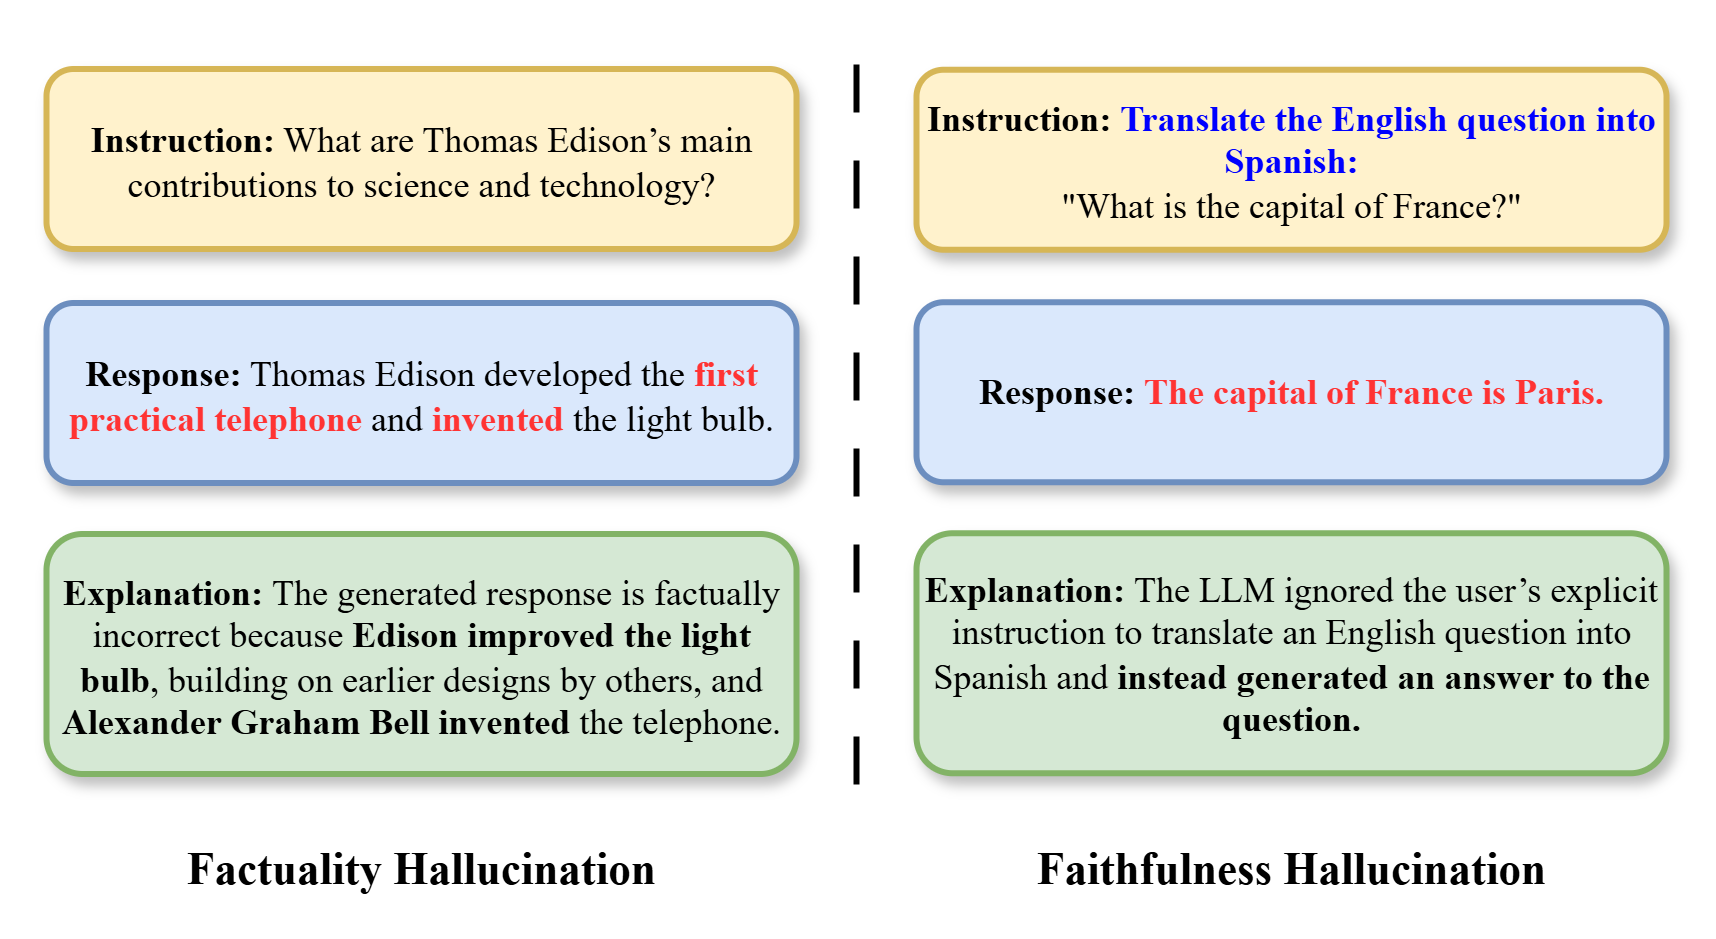 Instruction: What are Thomas Edison’s main
contributions to science and technology?
Response: Thomas Edison developed the first
practical telephone and invented the light bulb.
Explanation: The generated response is factually
incorrect because Edison improved the light
bulb, building on earlier designs by others, and
Alexander Graham Bell invented the telephone.
Factuality Hallucination
Instruction: Translate the English question into
Spanish:
"What is the capital of France?"
Response: The capital of France is Paris.
Explanation: The LLM ignored the user’s explicit
instruction to translate an English question into
Spanish and instead generated an answer to the
question.
Faithfulness Hallucination